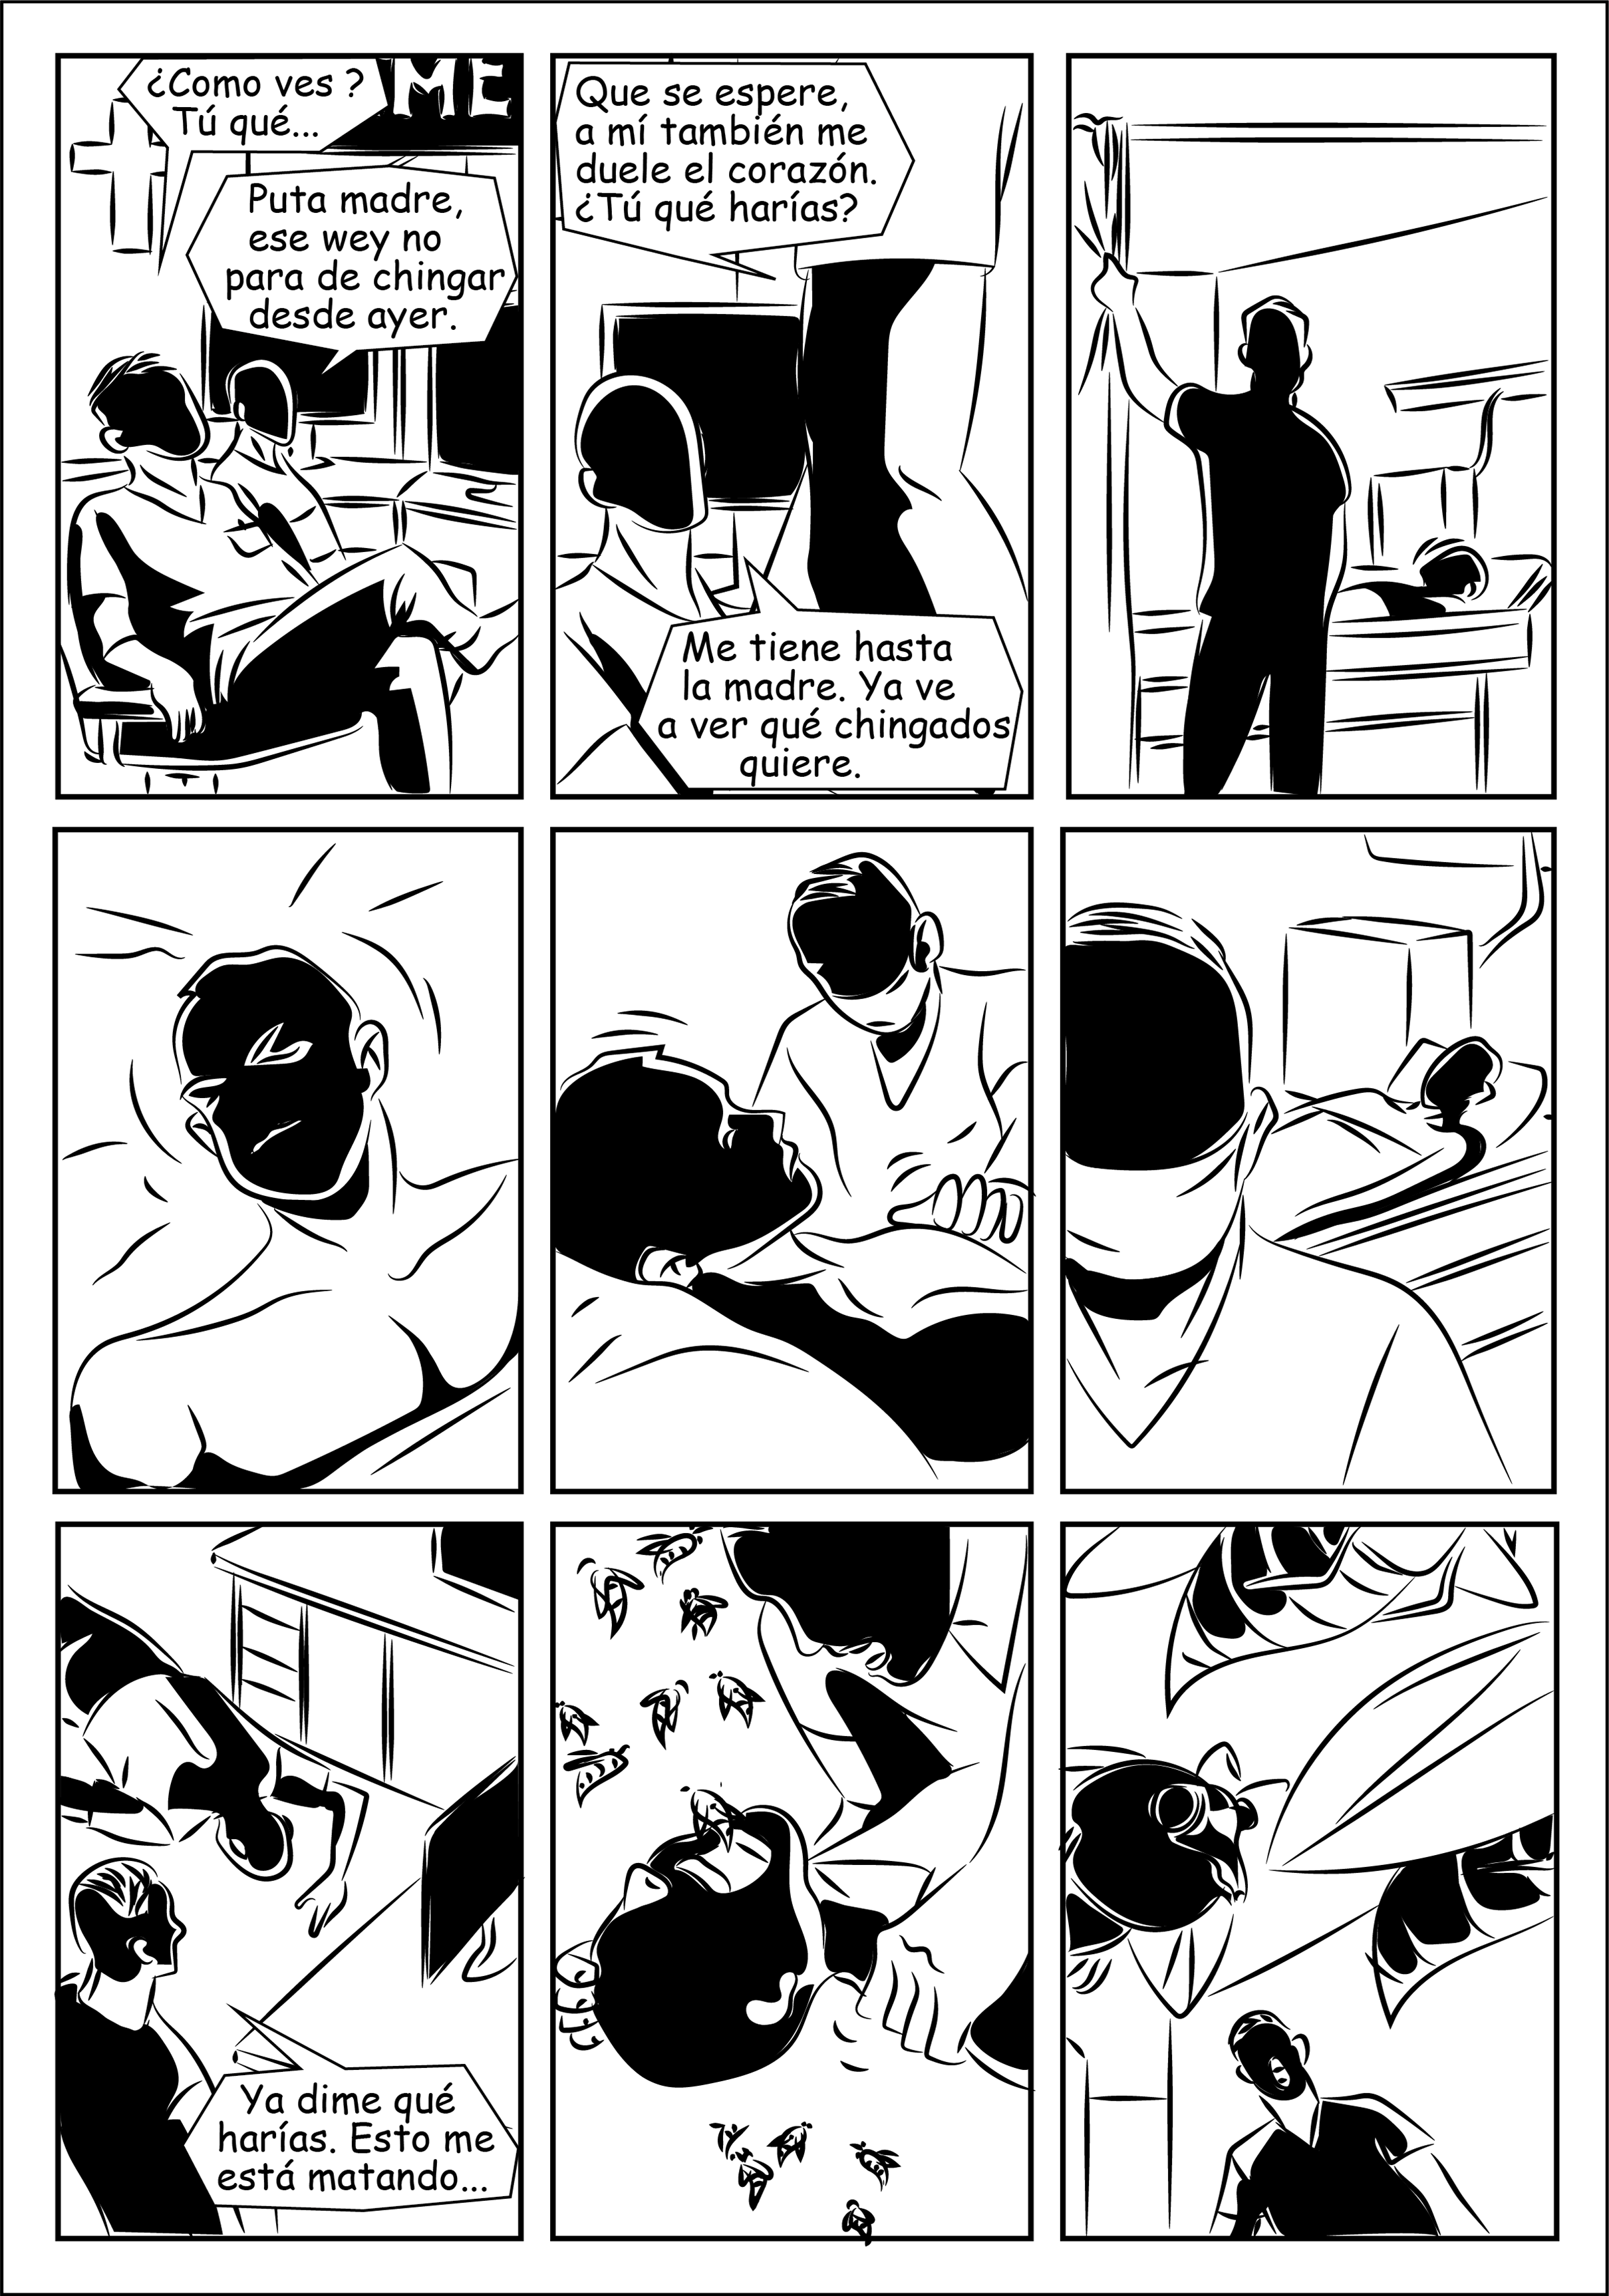 ¿Como ves ?
Tú qué...
ME
Puta madre,
ese wey no
para de chingar
desde ayer.
Que se espere,
a mí también me
duele el corazón.
¿Tú qué harías?
Me tiene hasta
la madre. Ya ve
a ver qué chingados
quiere.
Ya dime qué
harías. Esto me
está matando...